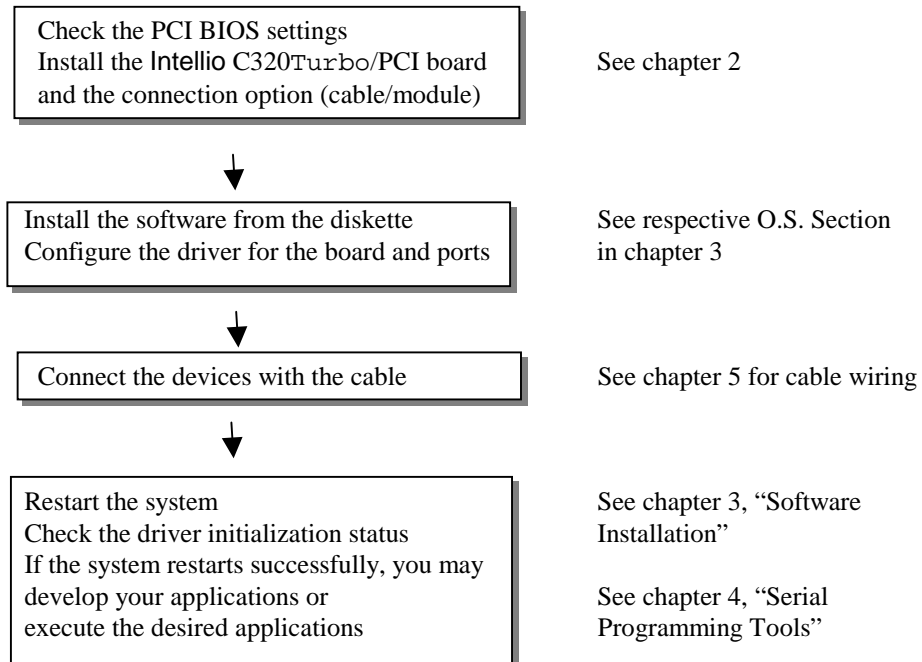 Check the PCI BIOS settings
Install the Intellio C320Turbo/PCI board
and the connection option (cable/module)
See chapter 2
Install the software from the diskette
Configure the driver for the board and ports
See respective O.S. Section
in chapter 3
Connect the devices with the cable
See chapter 5 for cable wiring
Restart the system
Check the driver initialization status
If the system restarts successfully, you may
develop your applications or
execute the desired applications
See chapter 3, “Software
Installation”
See chapter 4, “Serial
Programming Tools”